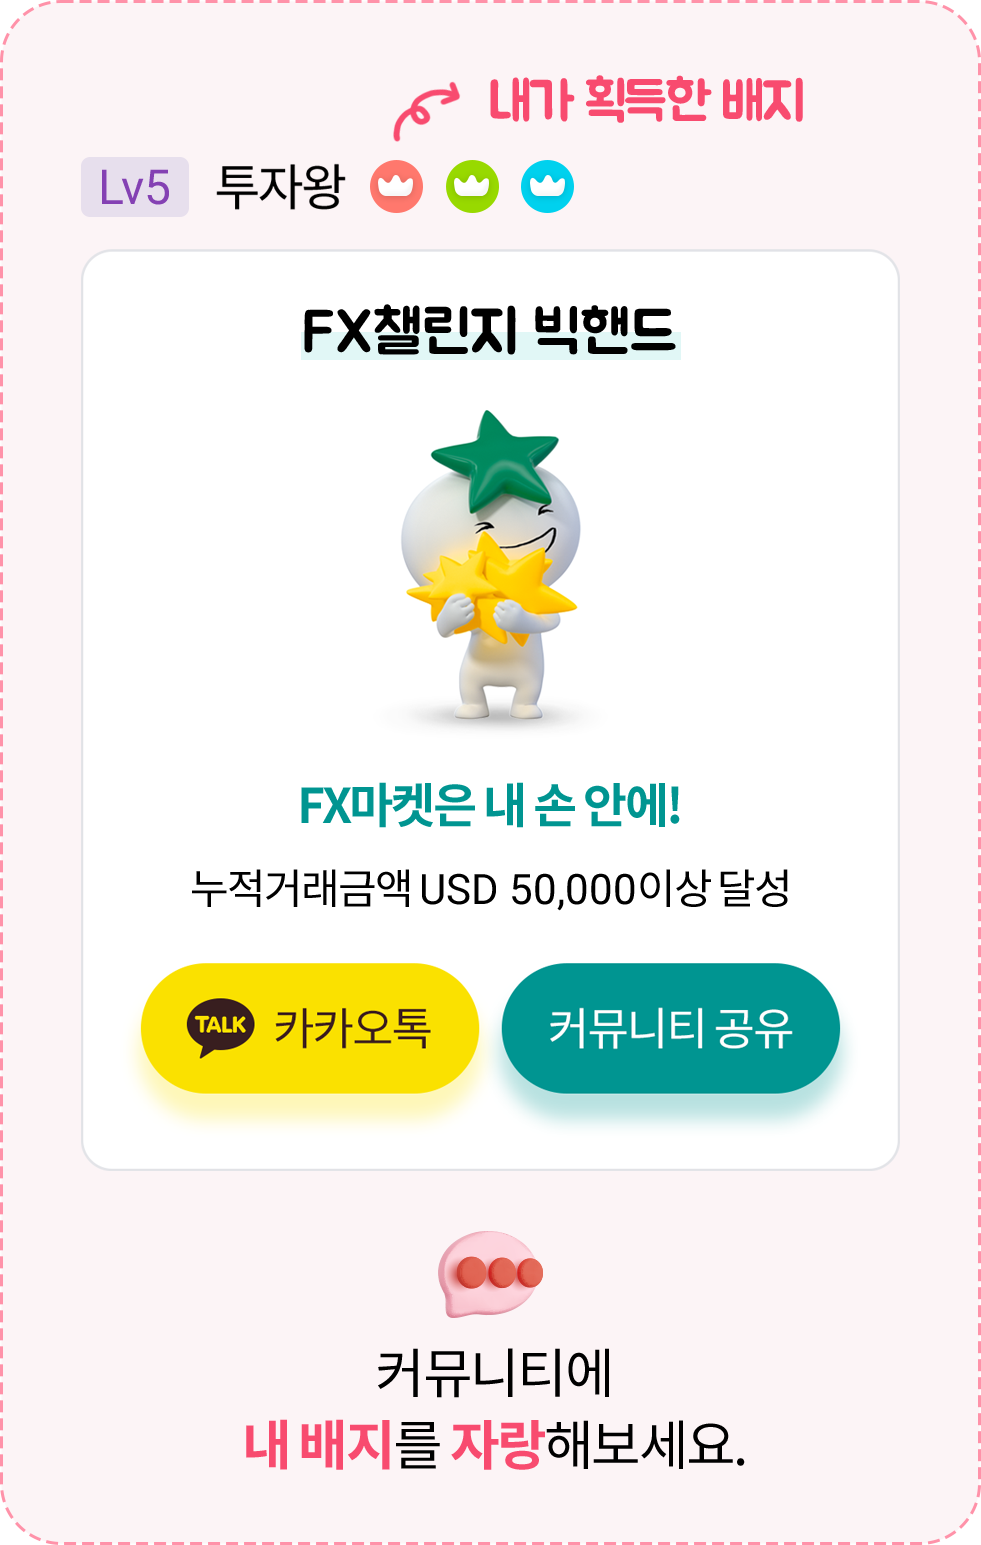 내가 획득한 배지
Lv5 투자왕
FX챌린지 빅핸드
FX마켓은 내 손 안에!
누적거래금액 USD 50,000이상 달성
TALK 카카오톡
커뮤니티 공유
커뮤니티에
내 배지를 자랑해보세요.